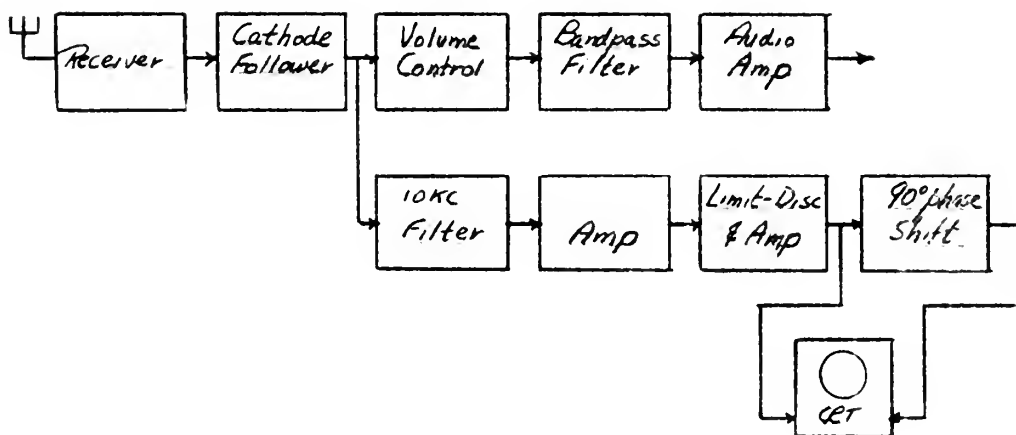 Receiver
Cathode
Follower
Volume
Control
Bandpass
Filter
Audio
Amp
10KC
Filter
Amp
Limit-Disc
& Amp
90° phase
Shift
CRT